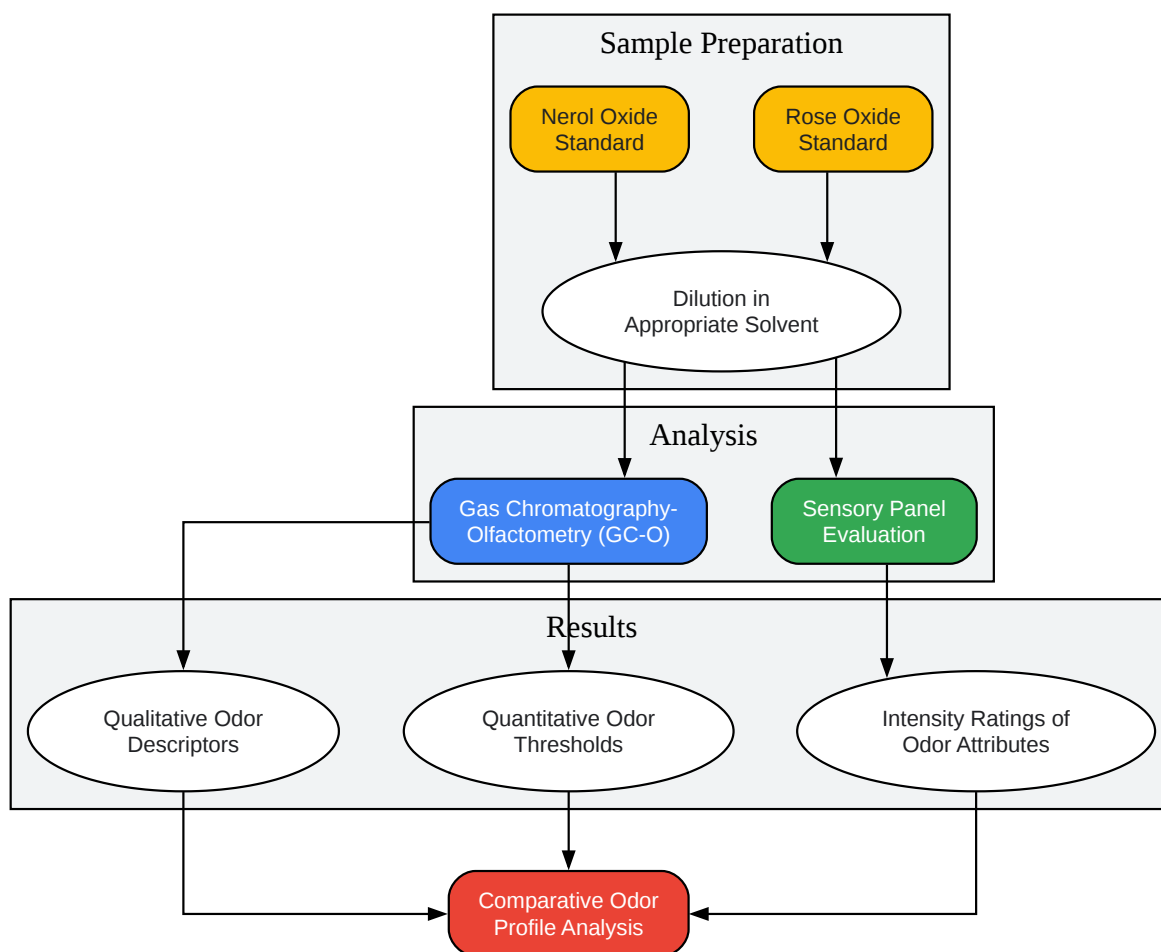 Sample Preparation
Nerol Oxide
Standard
Rose Oxide
Standard
Dilution in
Appropriate Solvent
Analysis
Gas Chromatography-
Olfactometry (GC-O)
Sensory Panel
Evaluation
Results
Qualitative Odor
Descriptors
Quantitative Odor
Thresholds
Intensity Ratings of
Odor Attributes
Comparative Odor
Profile Analysis